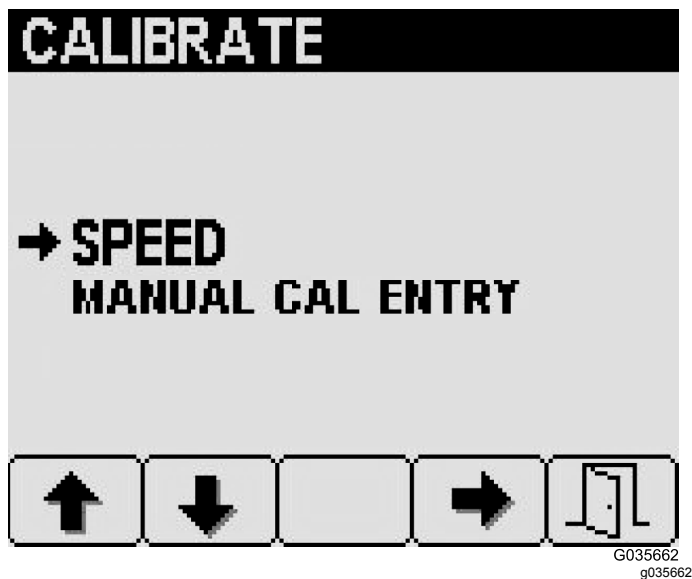 CALIBRATE
SPEED
MANUAL CAL ENTRY
G035662
g035662